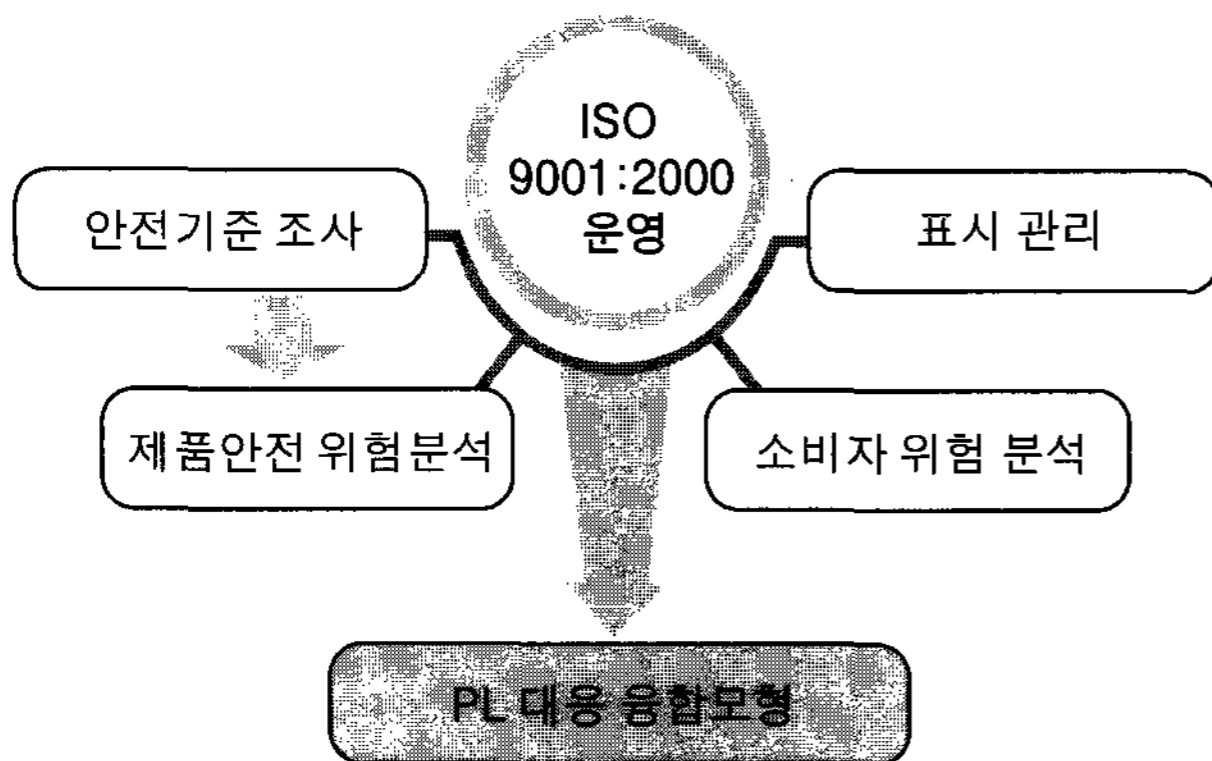 ISO
9001:2000
운영
안전기준 조사
표시 관리
제품안전 위험분석
소비자 위험 분석
PL 대응 융합모형